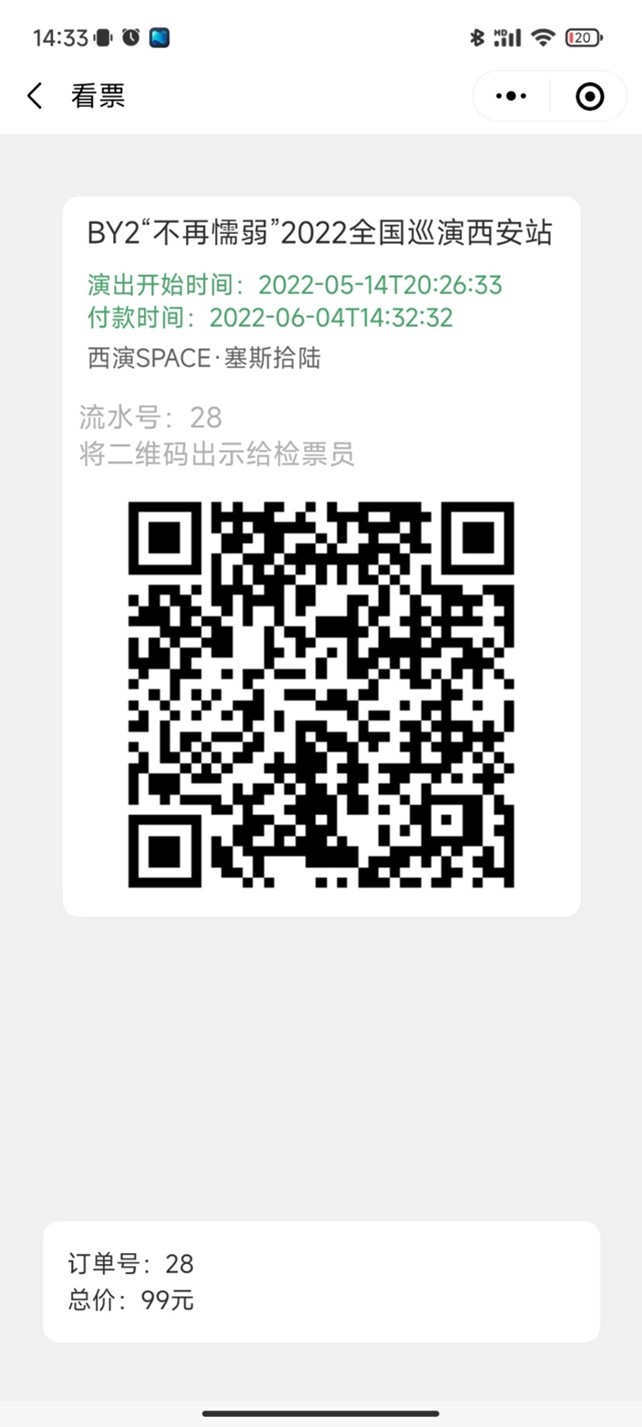 14:33
HD
20
看票
BY2“不再懦弱”2022全国巡演西安站
演出开始时间：2022-05-14T20:26:33
付款时间：2022-06-04T14:32:32
西演SPACE·塞斯拾陆
流水号：28
将二维码出示给检票员
订单号：28
总价：99元